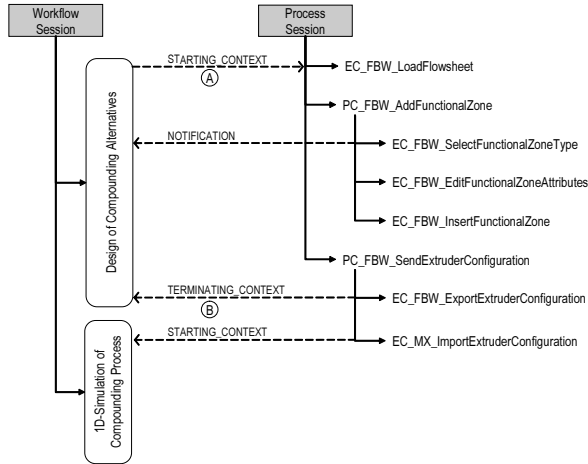 Workflow
Session
Process
Session
STARTING_CONTEXT
A
EC_FBW_LoadFlowsheet
PC_FBW_AddFunctionalZone
NOTIFICATION
EC_FBW_SelectFunctionalZoneType
EC_FBW_EditFunctionalZoneAttributes
EC_FBW_InsertFunctionalZone
Design of Compounding Alternatives
PC_FBW_SendExtruderConfiguration
TERMINATING_CONTEXT
B
EC_FBW_ExportExtruderConfiguration
STARTING_CONTEXT
EC_MX_ImportExtruderConfiguration
1D-Simulation of
Compounding Process